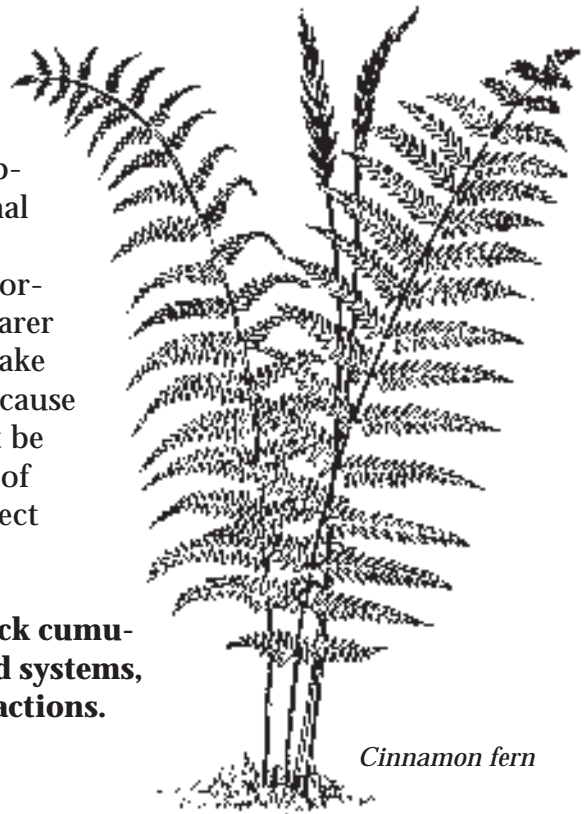 p-
nal
or-
arer
ake
cause
t be
of
ect
ck cumu-
d systems,
actions.
Cinnamon fern